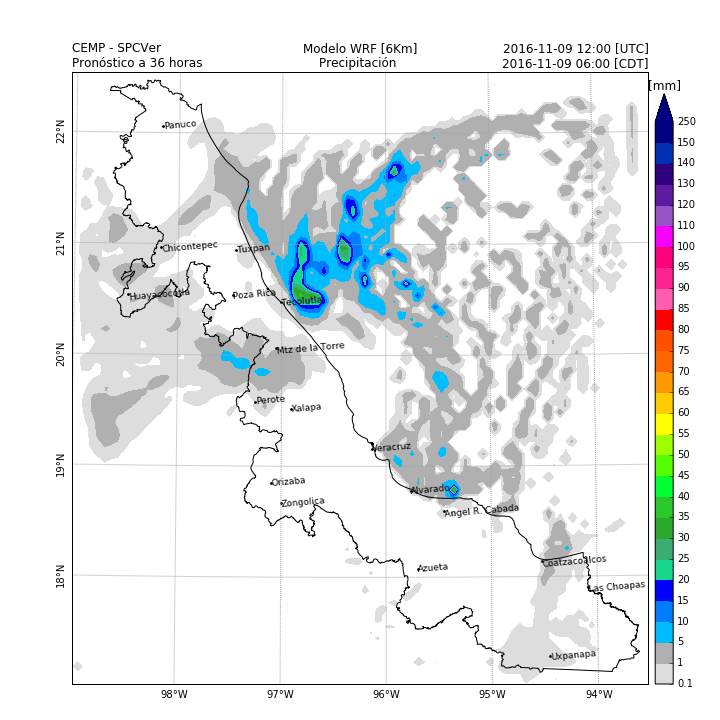 CEMP - SPCVer Modelo WRF [6Km] 2016-11-09 12:00 [UTC]
Pronóstico a 36 horas Precipitación 2016-11-09 06:00 [CDT]
[mm]
250
150
140
130
120
110
100
95
90
85
80
75
70
65
60
55
50
45
40
35
30
25
20
15
10
5
1
0.1
22°N
21°N
20°N
19°N
18°N
Panuco
Chicontepec
Tuxpan
Huayacocotla
Poza Rica
Tecolutla
Mtz de la Torre
Perote
Xalapa
Veracruz
Orizaba
Alvarado
Zongolica
Angel R. Cabada
Azueta
Coatzacoalcos
Las Choapas
Uxpanapa
98°W 97°W 96°W 95°W 94°W